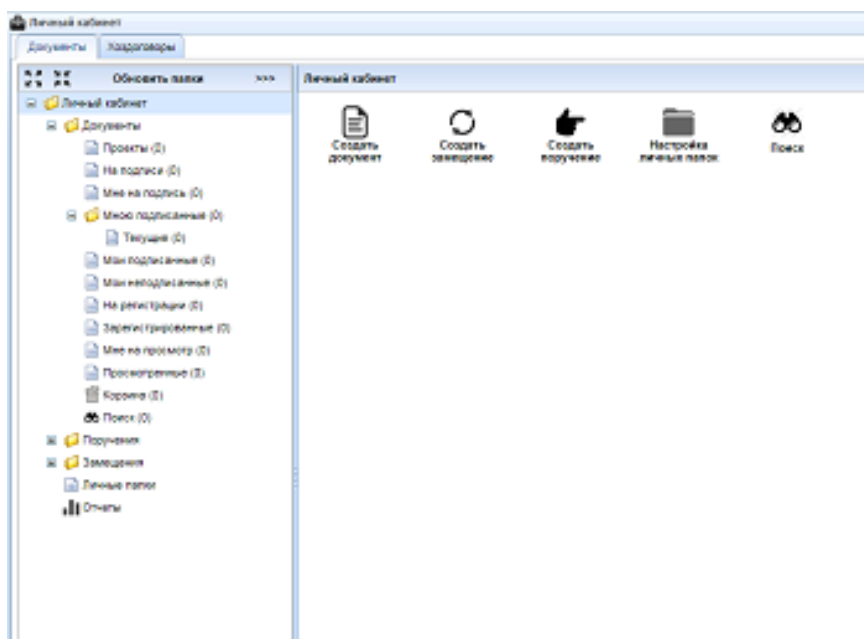 Личный кабинет
Документы Хоздоговоры
Обновить папки >>>
Личный кабинет
Документы
Проекты (0)
На подписи (0)
Мне на подпись (0)
Мною подписанные (0)
Текущие (0)
Мои подписанные (0)
Мои неподписанные (0)
На регистрации (0)
Зарегистрированные (0)
Мне на просмотр (0)
Просмотренные (0)
Корзина (0)
Поиск (0)
Поручения
Замещения
Личные папки
Отчеты
Личный кабинет
Создать документ
Создать замещение
Создать поручение
Настройка личных папок
Поиск